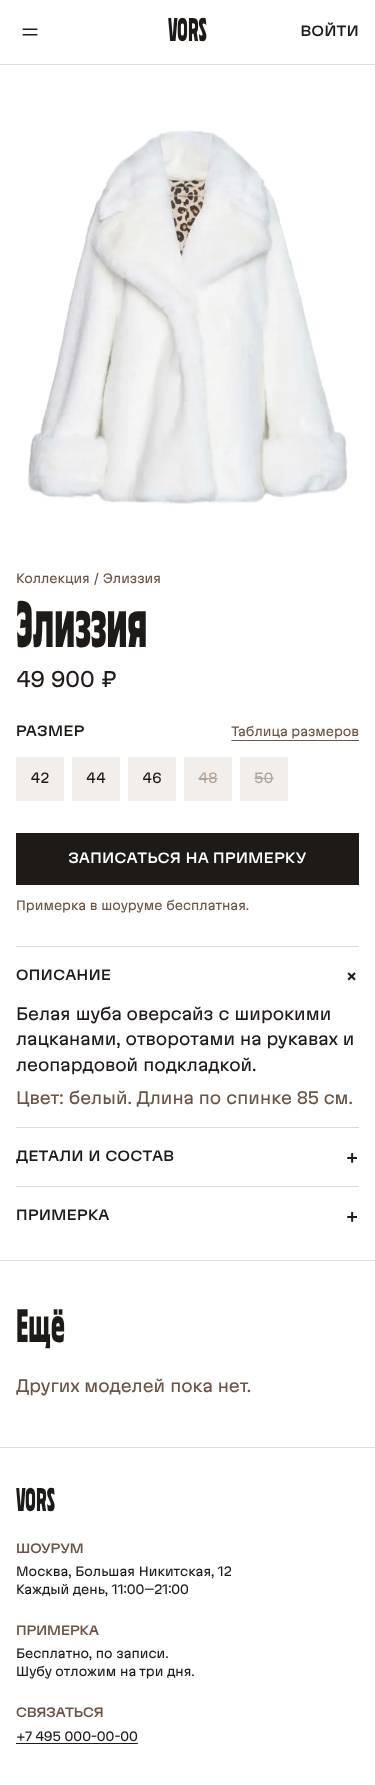 VORS
ВОЙТИ
Коллекция / Элиззия
Элиззия
49 900 ₽
РАЗМЕР
Таблица размеров
42
44
46
48
50
ЗАПИСАТЬСЯ НА ПРИМЕРКУ
Примерка в шоуруме бесплатная.
ОПИСАНИЕ
Белая шуба оверсайз с широкими
лацканами, отворотами на рукавах и
леопардовой подкладкой.
Цвет: белый. Длина по спинке 85 см.
ДЕТАЛИ И СОСТАВ
ПРИМЕРКА
Ещё
Других моделей пока нет.
VORS
ШОУРУМ
Москва, Большая Никитская, 12
Каждый день, 11:00–21:00
ПРИМЕРКА
Бесплатно, по записи.
Шубу отложим на три дня.
СВЯЗАТЬСЯ
+7 495 000-00-00